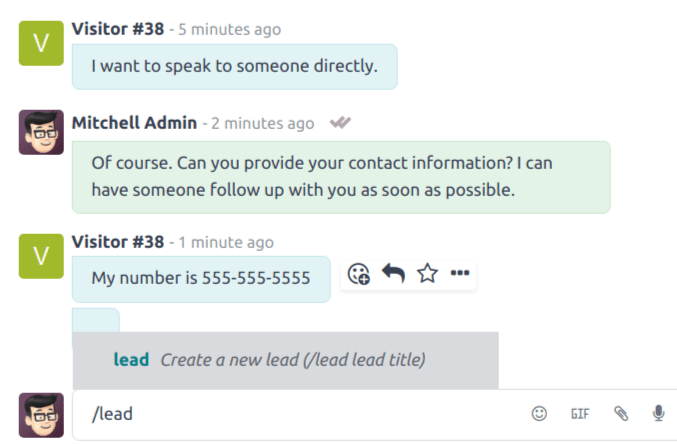 V
Visitor #38 - 5 minutes ago
I want to speak to someone directly.
Mitchell Admin - 2 minutes ago
Of course. Can you provide your contact information? I can
have someone follow up with you as soon as possible.
V
Visitor #38 - 1 minute ago
My number is 555-555-5555
lead Create a new lead (/lead lead title)
/lead
GIF